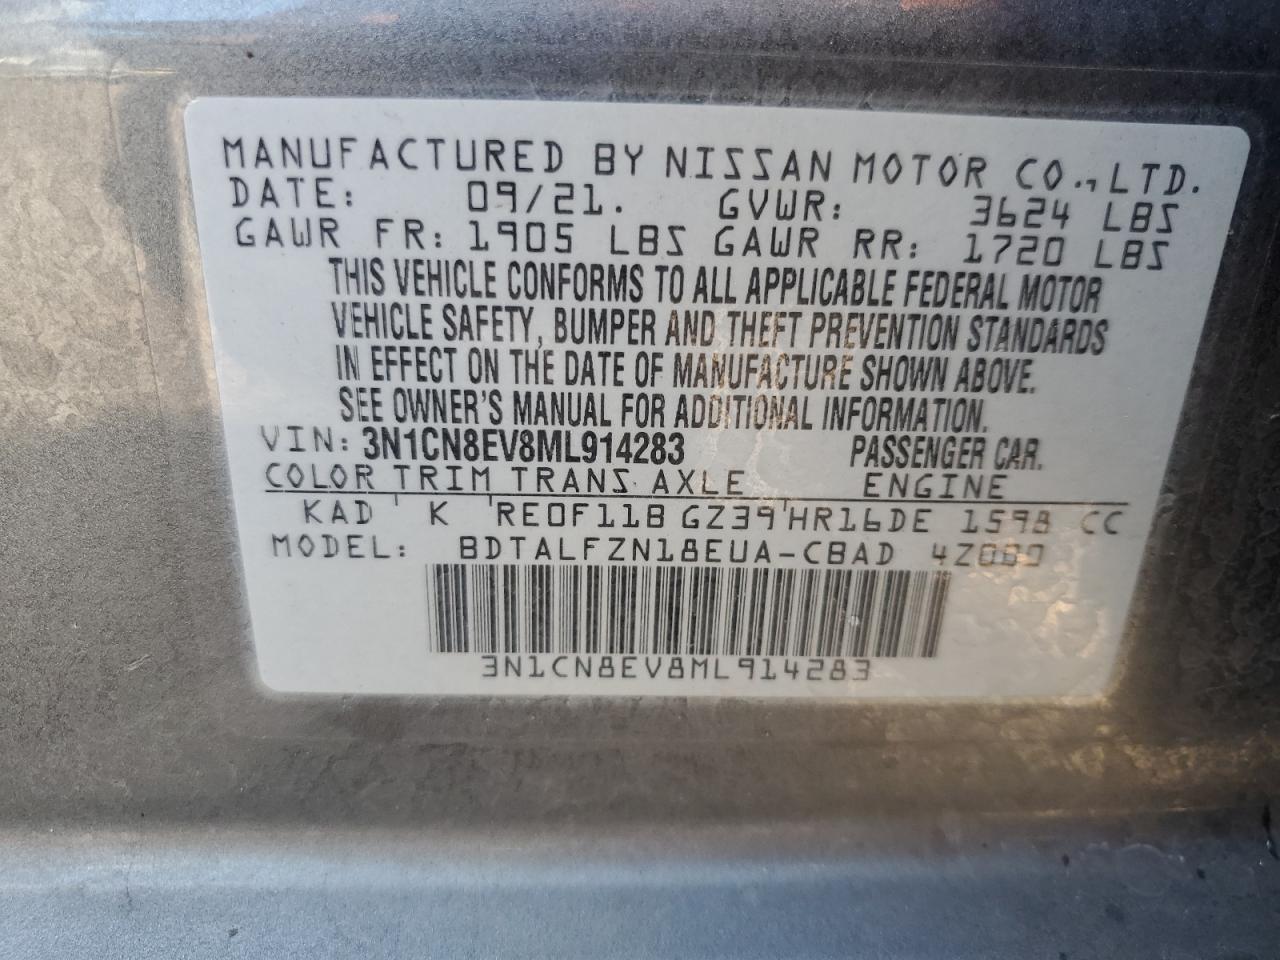 MANUFACTURED BY NISSAN MOTOR CO., LTD.
DATE: 09/21. GVWR: 3624 LBS
GAWR FR: 1905 LBS GAWR RR: 1720 LBS
THIS VEHICLE CONFORMS TO ALL APPLICABLE FEDERAL MOTOR
VEHICLE SAFETY, BUMPER AND THEFT PREVENTION STANDARDS
IN EFFECT ON THE DATE OF MANUFACTURE SHOWN ABOVE.
SEE OWNER'S MANUAL FOR ADDITIONAL INFORMATION.
VIN: 3N1CN8EV8ML914283 PASSENGER CAR.
COLOR TRIM TRANS AXLE ENGINE
KAD K RE0F11B GZ39 HR16DE 1598 CC
MODEL: BDTALFZN18EUA-CBAD
3N1CN8EV8ML914283